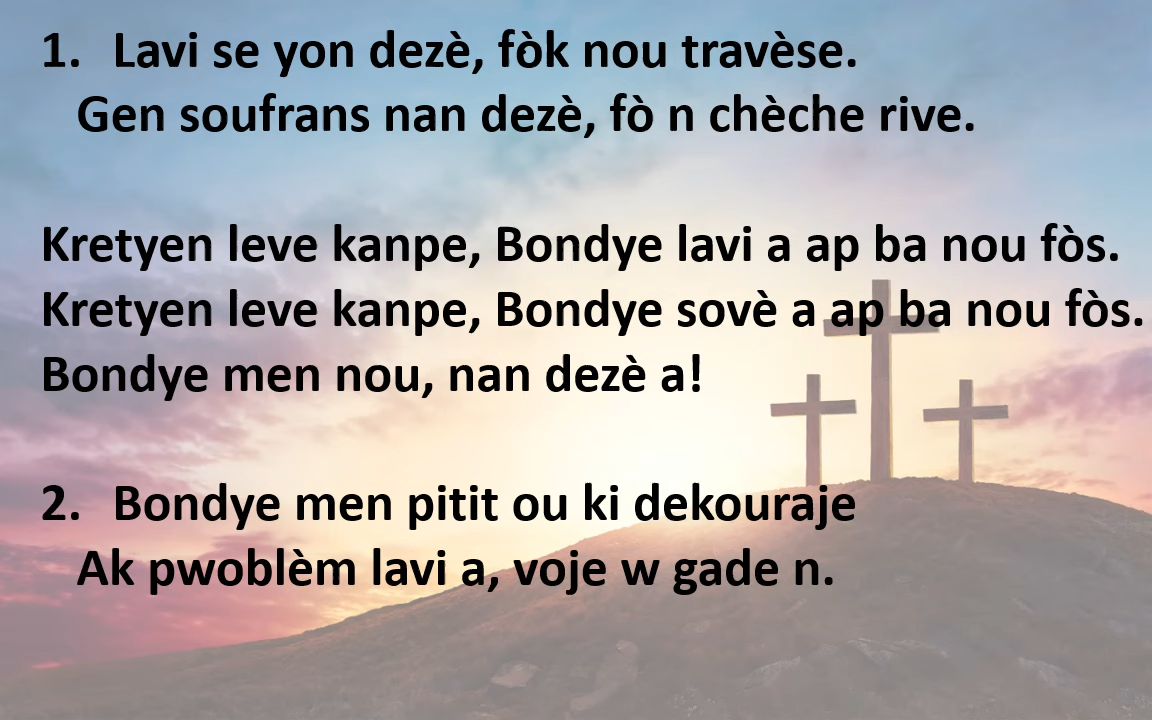 1. Lavi se yon dezè, fòk nou travèse.
Gen soufrans nan dezè, fò n chèche rive.
Kretyen leve kanpe, Bondye lavi a ap ba nou fòs.
Kretyen leve kanpe, Bondye sovè a ap ba nou fòs.
Bondye men nou, nan dezè a!
2. Bondye men pitit ou ki dekouraje
Ak pwoblèm lavi a, voje w gade n.